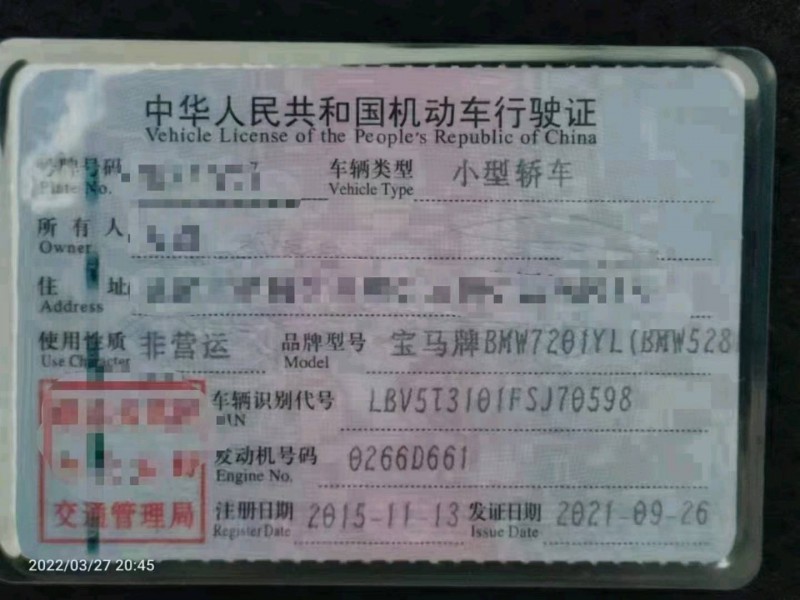 中华人民共和国机动车行驶证
Vehicle License of the People's Republic of China
号牌号码 车辆类型 小型轿车
Plate No. Vehicle Type
所有人
Owner
住址
Address
使用性质 非营运 品牌型号 宝马牌BMW7201YL(BMW528
Use Character Model
车辆识别代号 LBV5T3101FSJ70598
VIN
发动机号码 0266D661
Engine No.
交通管理局
注册日期 2015-11-13 发证日期 2021-09-26
Register Date Issue Date
2022/03/27 20:45